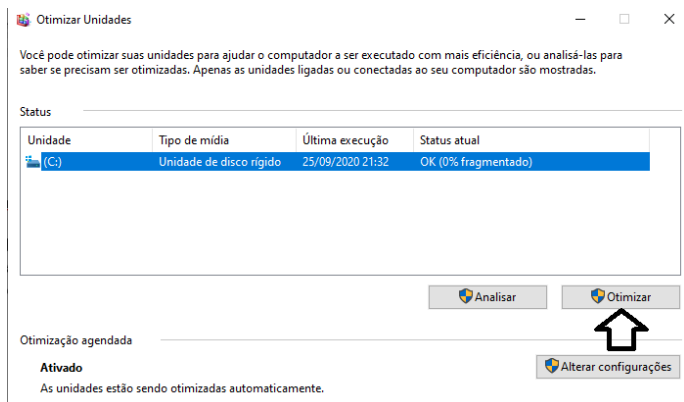 Otimizar Unidades
Você pode otimizar suas unidades para ajudar o computador a ser executado com mais eficiência, ou analisá-las para
saber se precisam ser otimizadas. Apenas as unidades ligadas ou conectadas ao seu computador são mostradas.
Status
Unidade Tipo de mídia Última execução Status atual
(C:) Unidade de disco rígido 25/09/2020 21:32 OK (0% fragmentado)
Analisar Otimizar
Otimização agendada
Ativado Alterar configurações
As unidades estão sendo otimizadas automaticamente.